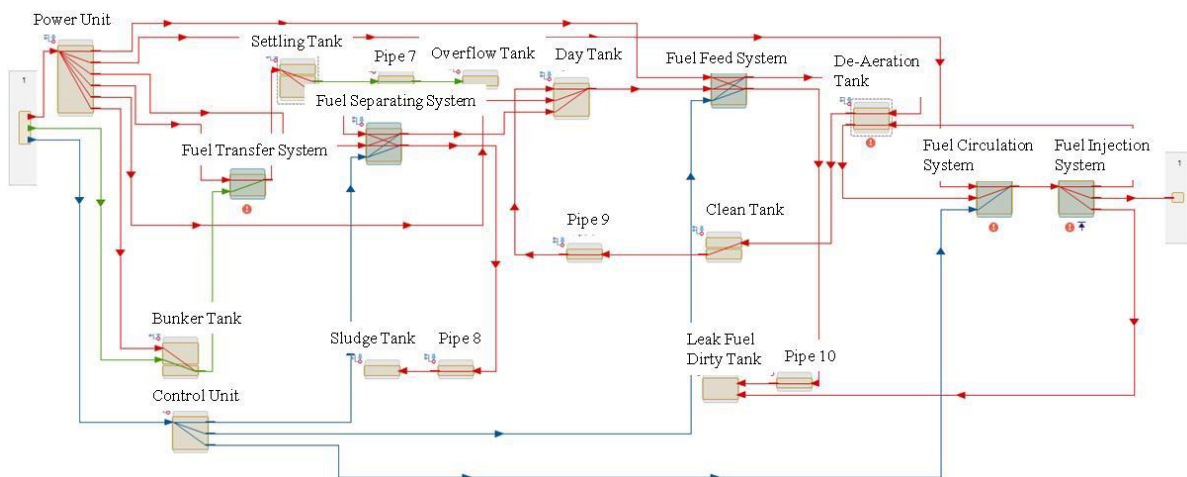 Power Unit
Settling Tank
Pipe 7
Overflow Tank
Day Tank
Fuel Feed System
De-Aeration
Tank
1
Fuel Separating System
Fuel Transfer System
Fuel Circulation
System
Fuel Injection
System
1
Pipe 9
Clean Tank
Bunker Tank
Sludge Tank
Pipe 8
Leak Fuel
Dirty Tank
Pipe 10
Control Unit